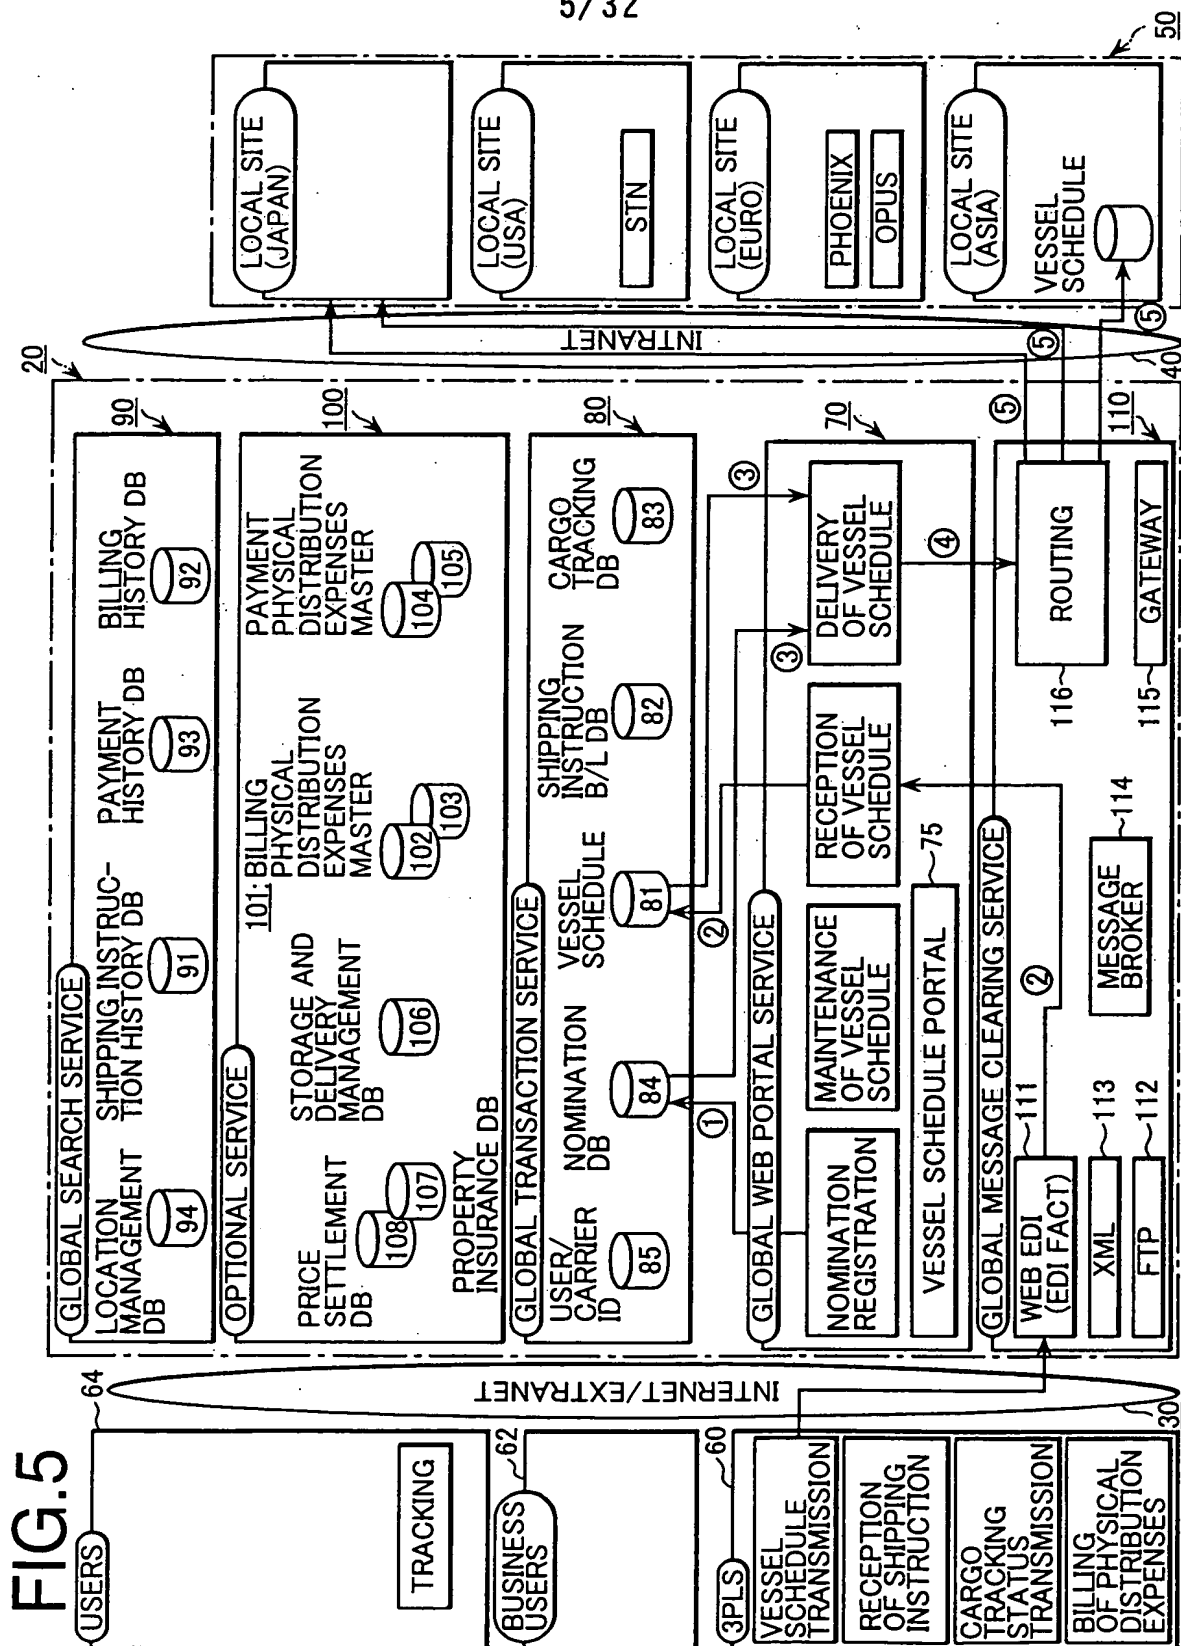 5/32
FIG.5
USERS
64
TRACKING
BUSINESS
USERS
62
3PLS
60
VESSEL
SCHEDULE
TRANSMISSION
RECEPTION
OF SHIPPING
INSTRUCTION
CARGO
TRACKING
STATUS
TRANSMISSION
BILLING
OF PHYSICAL
DISTRIBUTION
EXPENSES
INTERNET/EXTRANET
30
20
GLOBAL SEARCH SERVICE
90
LOCATION
MANAGEMENT
DB
94
SHIPPING INSTRUC-
TION HISTORY DB
91
PAYMENT
HISTORY DB
93
BILLING
HISTORY DB
92
OPTIONAL SERVICE
100
PRICE
SETTLEMENT
DB
108
107
PROPERTY
INSURANCE DB
STORAGE AND
DELIVERY
MANAGEMENT
DB
106
101: BILLING
PHYSICAL
DISTRIBUTION
EXPENSES
MASTER
102
103
PAYMENT
PHYSICAL
DISTRIBUTION
EXPENSES
MASTER
104
105
GLOBAL TRANSACTION SERVICE
80
USER/
CARRIER
ID
85
NOMINATION
DB
84
VESSEL
SCHEDULE
81
SHIPPING
INSTRUCTION
B/L DB
82
CARGO
TRACKING
DB
83
①
②
③
③
GLOBAL WEB PORTAL SERVICE
70
NOMINATION
REGISTRATION
MAINTENANCE
OF VESSEL
SCHEDULE
RECEPTION
OF VESSEL
SCHEDULE
DELIVERY
OF VESSEL
SCHEDULE
VESSEL SCHEDULE PORTAL
75
④
GLOBAL MESSAGE CLEARING SERVICE
110
WEB EDI
(EDI FACT)
111
②
XML
113
FTP
112
MESSAGE
BROKER
114
ROUTING
116
GATEWAY
115
⑤
⑤
⑤
INTRANET
40
50
LOCAL SITE
(JAPAN)
LOCAL SITE
(USA)
STN
LOCAL SITE
(EURO)
PHOENIX
OPUS
LOCAL SITE
(ASIA)
VESSEL
SCHEDULE